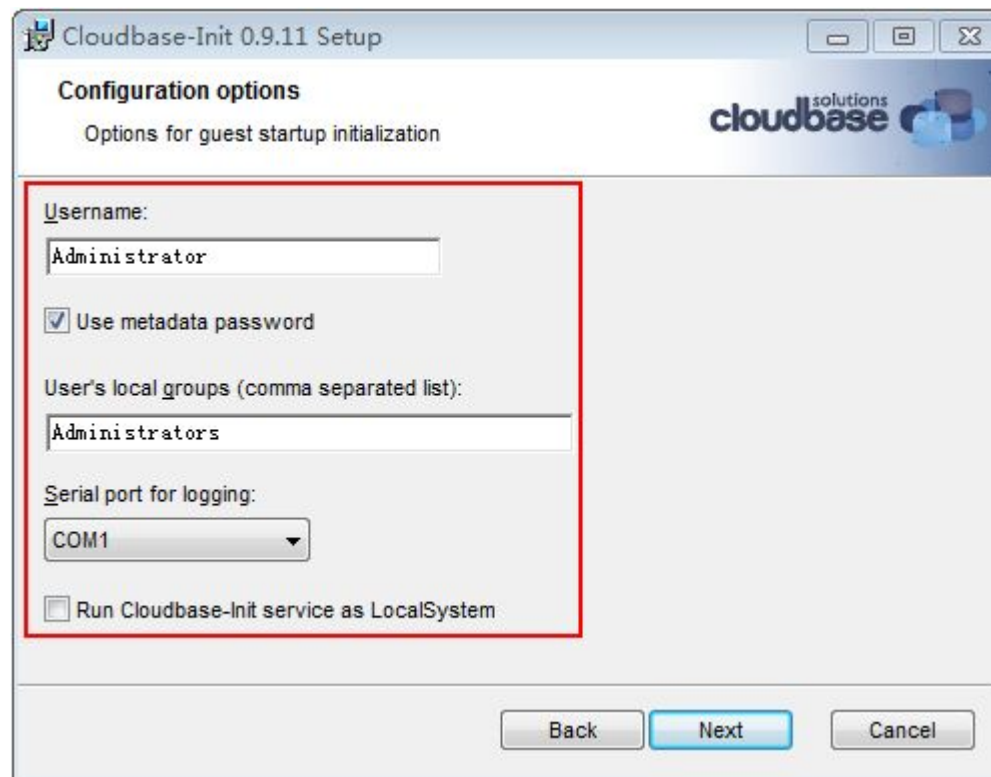 Cloudbase-Init 0.9.11 Setup
Configuration options
Options for guest startup initialization
solutions
cloudbase
Username:
Administrator
Use metadata password
User's local groups (comma separated list):
Administrators
Serial port for logging:
COM1
Run Cloudbase-Init service as LocalSystem
Back Next Cancel